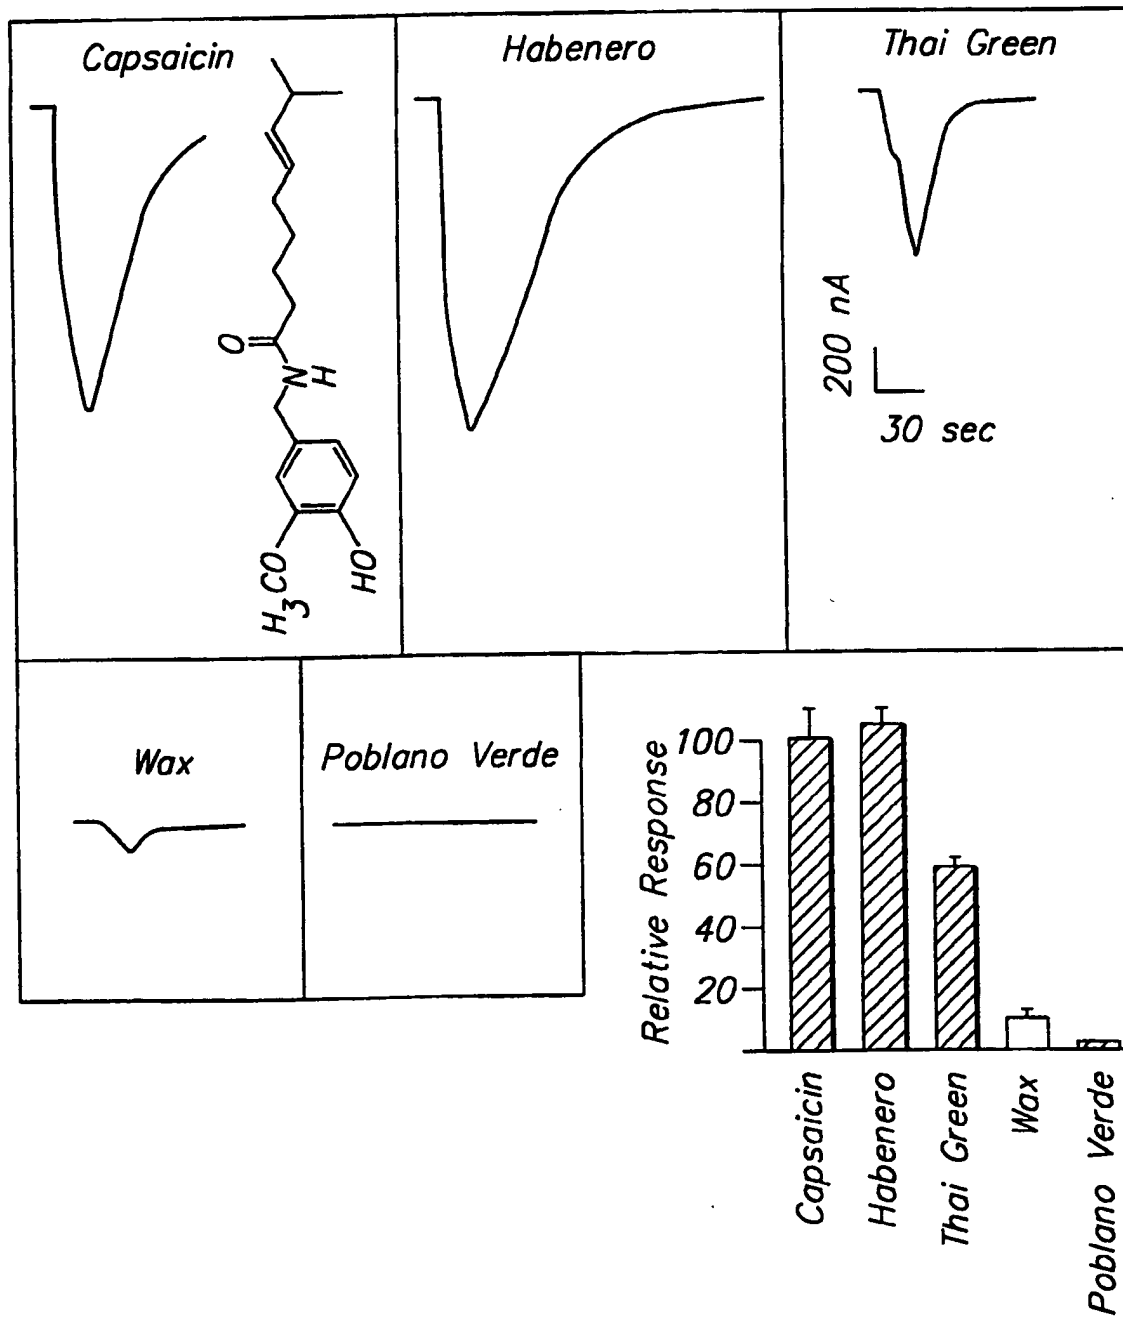 Capsaicin
Habenero
Thai Green
O
N
H
H3CO
HO
200 nA
30 sec
Wax
Poblano Verde
Relative Response
100
80
60
40
20
Capsaicin
Habenero
Thai Green
Wax
Poblano Verde